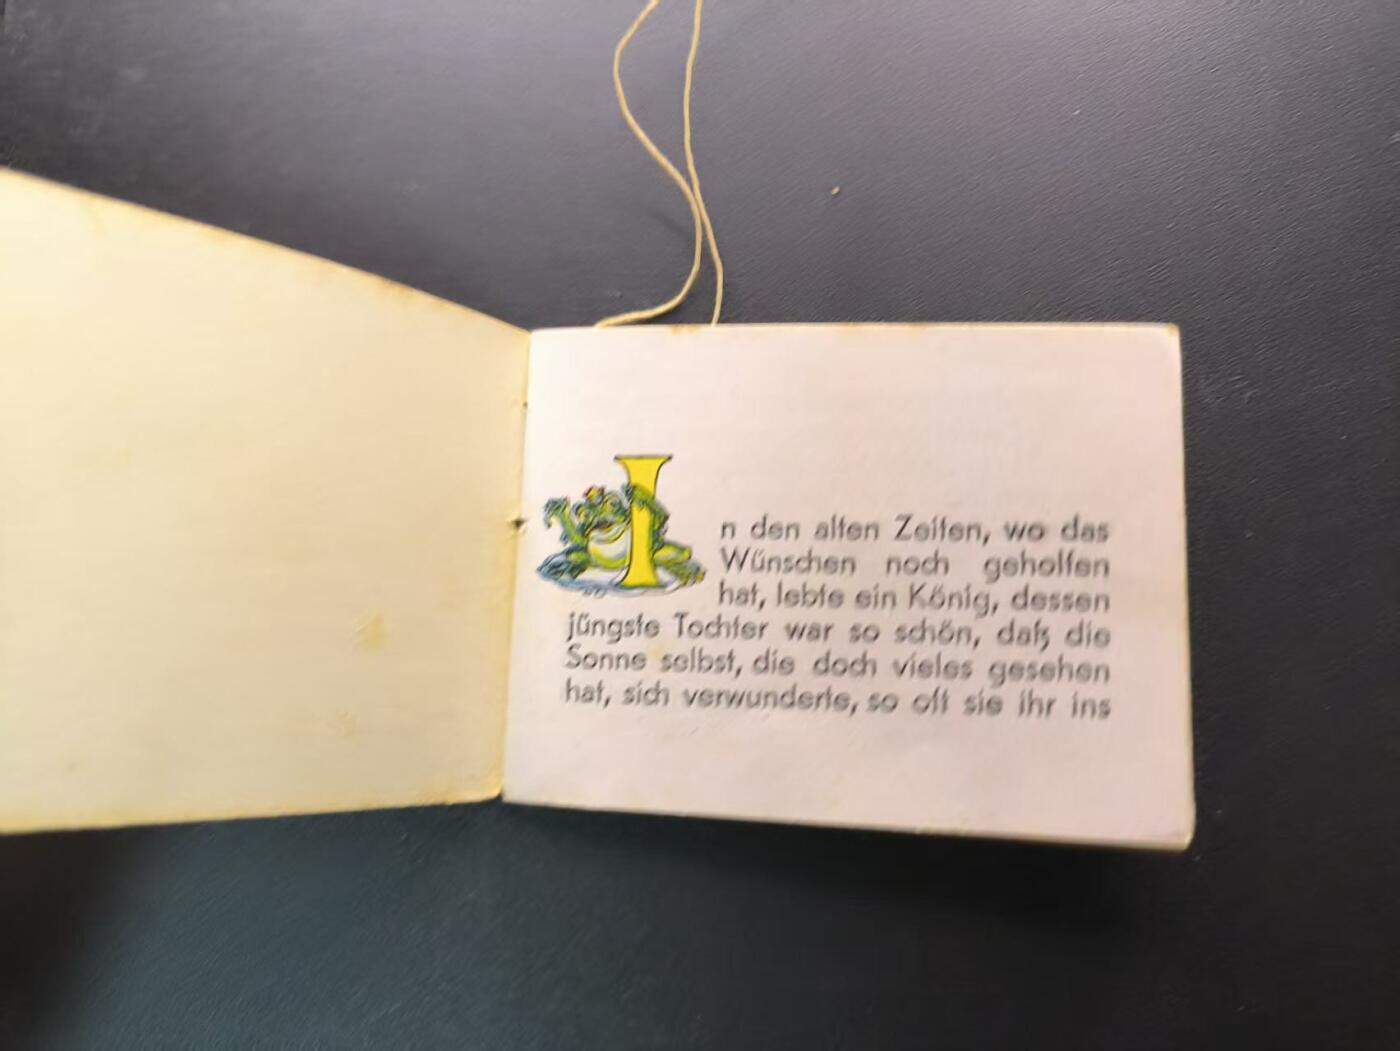 In den alten Zeiten, wo das
Wünschen noch geholfen
hat, lebte ein König, dessen
jüngste Tochter war so schön, daß die
Sonne selbst, die doch vieles gesehen
hat, sich verwunderte, so oft sie ihr ins